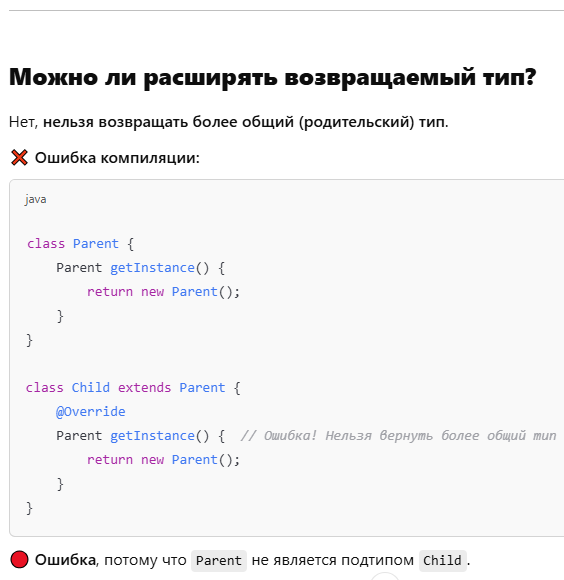 Можно ли расширять возвращаемый тип?
Нет, нельзя возвращать более общий (родительский) тип.
❌ Ошибка компиляции:
java
class Parent {
    Parent getInstance() {
        return new Parent();
    }
}
class Child extends Parent {
    @Override
    Parent getInstance() {  // Ошибка! Нельзя вернуть более общий тип
        return new Parent();
    }
}
🔴 Ошибка, потому что Parent не является подтипом Child.